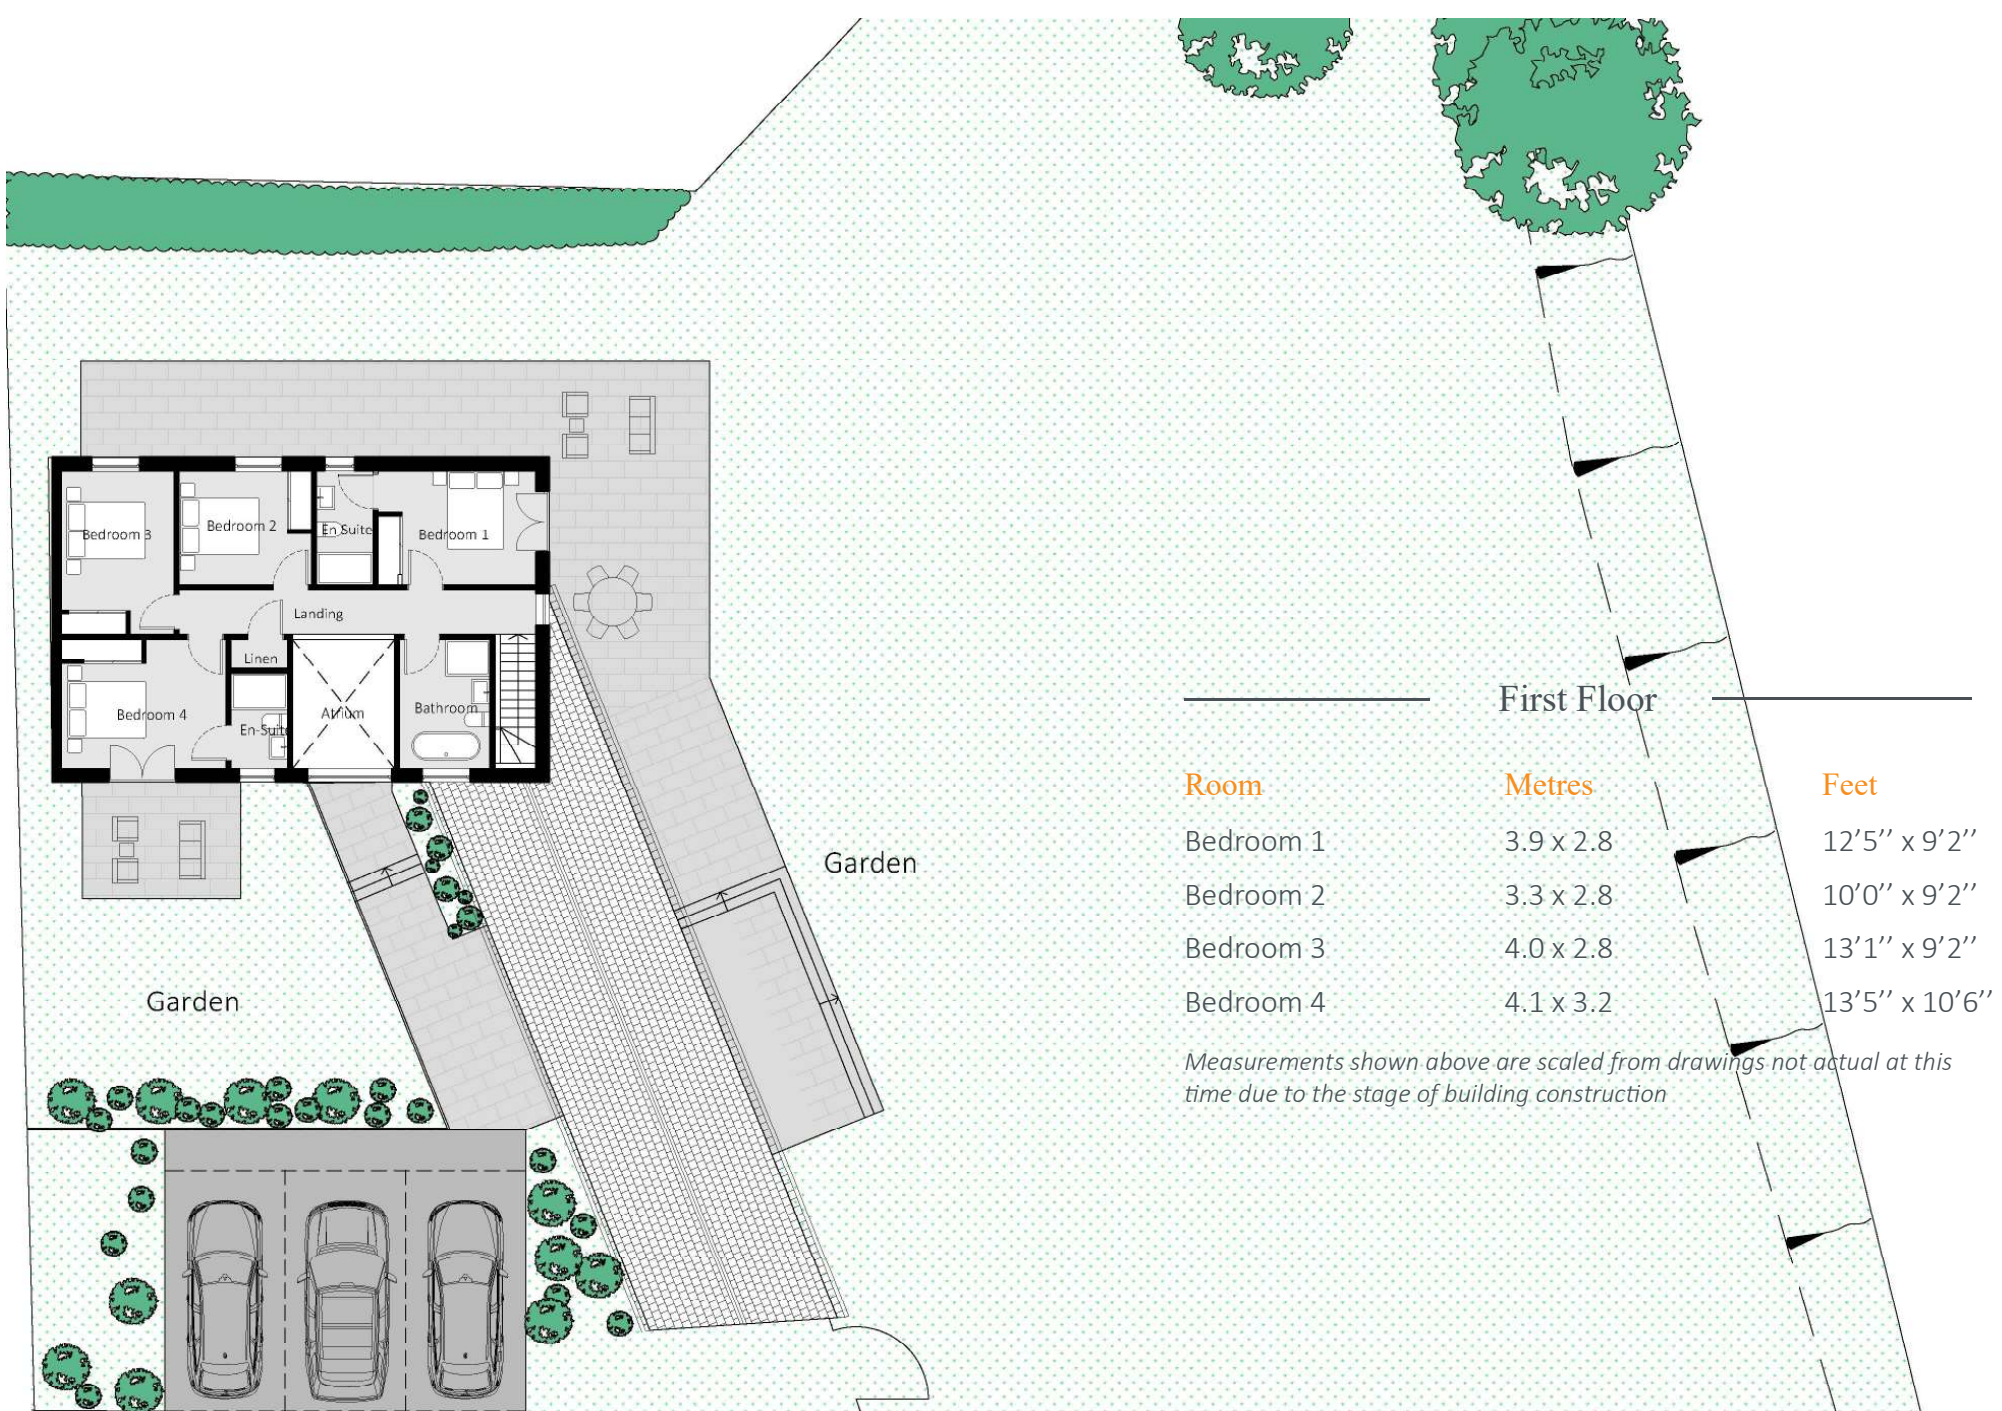 Bedroom 3
Bedroom 2
En Suite
Bedroom 1
Landing
Linen
Bedroom 4
En-Suite
Atrium
Bathroom
Garden
Garden
First Floor
Room Metres Feet
Bedroom 1 3.9 x 2.8 12’5’’ x 9’2’’
Bedroom 2 3.3 x 2.8 10’0’’ x 9’2’’
Bedroom 3 4.0 x 2.8 13’1’’ x 9’2’’
Bedroom 4 4.1 x 3.2 13’5’’ x 10’6’’
Measurements shown above are scaled from drawings not actual at this
time due to the stage of building construction